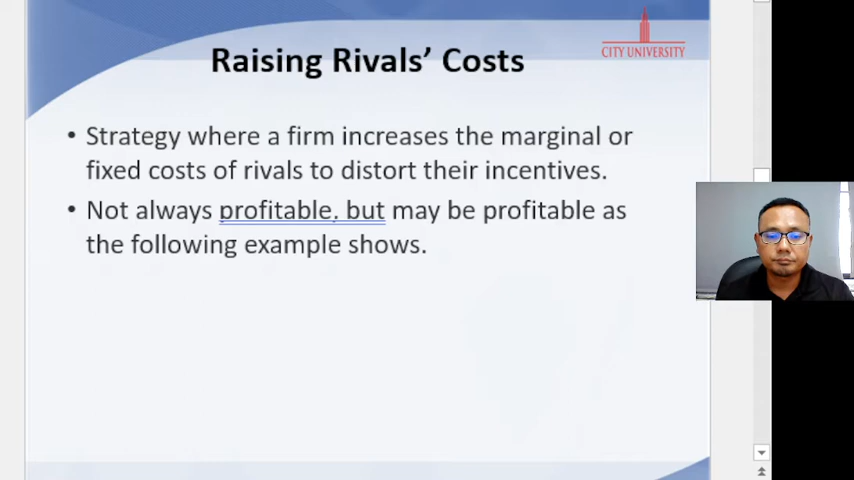 Raising Rivals’ Costs
CITY UNIVERSITY
• Strategy where a firm increases the marginal or
fixed costs of rivals to distort their incentives.
• Not always profitable, but may be profitable as
the following example shows.